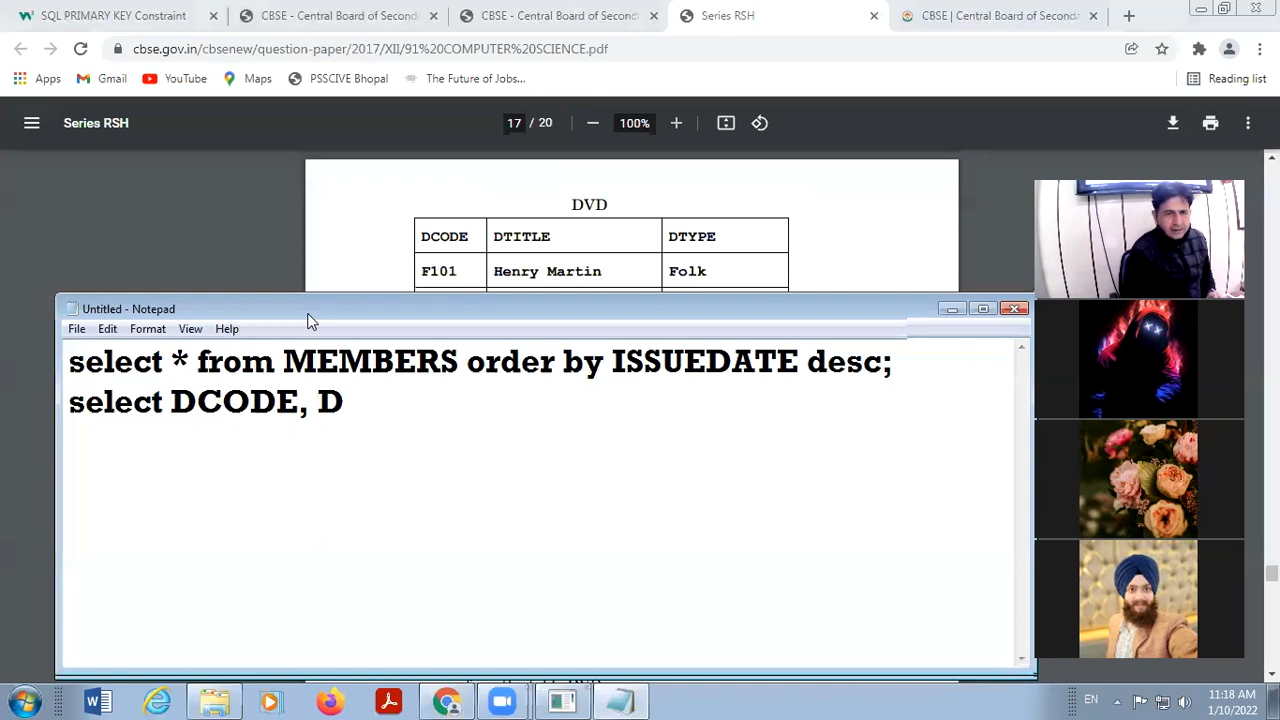 SQL PRIMARY KEY Constraint
CBSE - Central Board of Second
CBSE - Central Board of Second
Series RSH
CBSE | Central Board of Seconda
cbse.gov.in/cbsenew/question-paper/2017/XII/91%20COMPUTER%20SCIENCE.pdf
Apps
Gmail
YouTube
Maps
PSSCIVE Bhopal
The Future of Jobs...
Reading list
Series RSH
17 / 20
100%
DVD
DCODE DTITLE DTYPE
F101 Henry Martin Folk
Untitled - Notepad
File Edit Format View Help
select * from MEMBERS order by ISSUEDATE desc;
select DCODE, D
EN
11:18 AM
1/10/2022